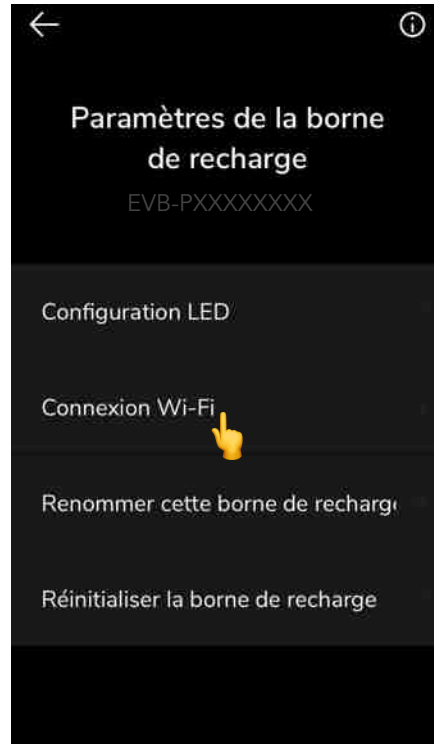 Paramètres de la borne
de recharge
EVB-PXXXXXXXX
Configuration LED
Connexion Wi-Fi
Renommer cette borne de recharge
Réinitialiser la borne de recharge